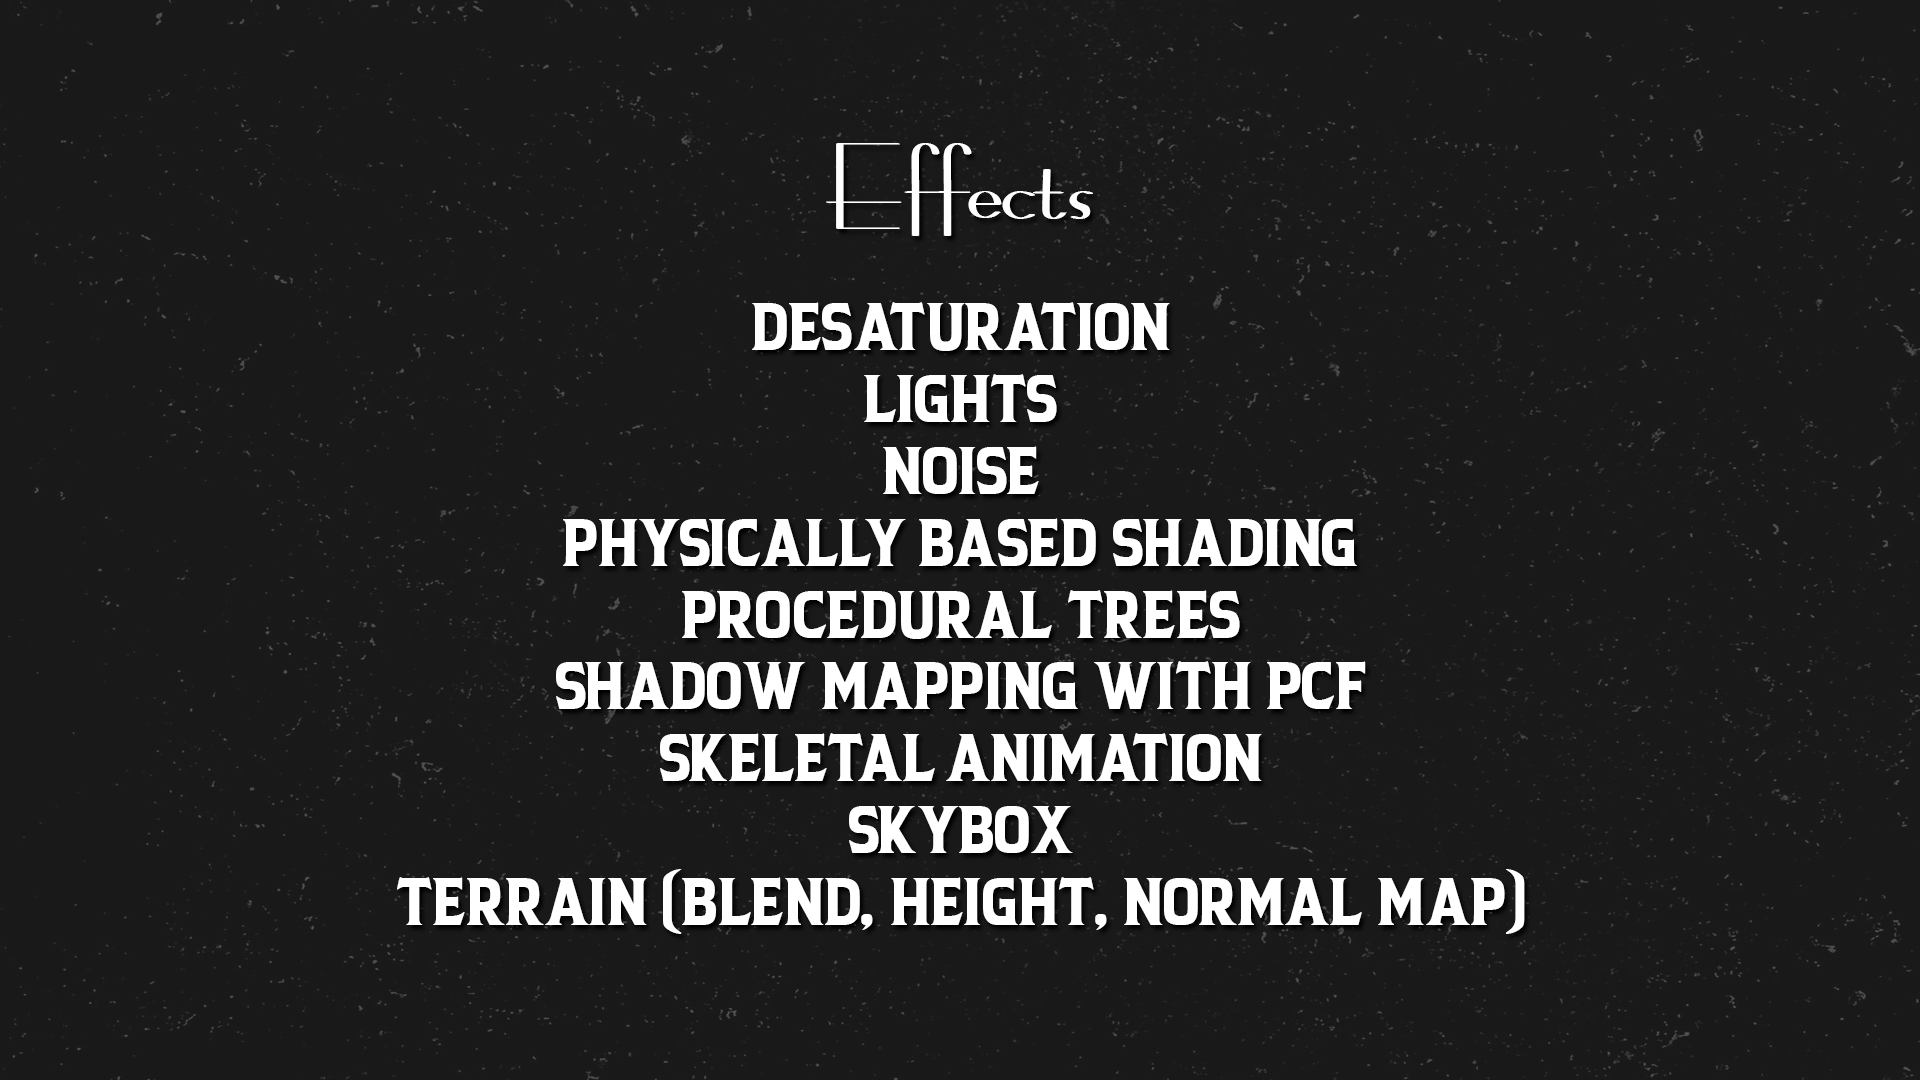 Effects
DESATURATION
LIGHTS
NOISE
PHYSICALLY BASED SHADING
PROCEDURAL TREES
SHADOW MAPPING WITH PCF
SKELETAL ANIMATION
SKYBOX
TERRAIN (BLEND, HEIGHT, NORMAL MAP)